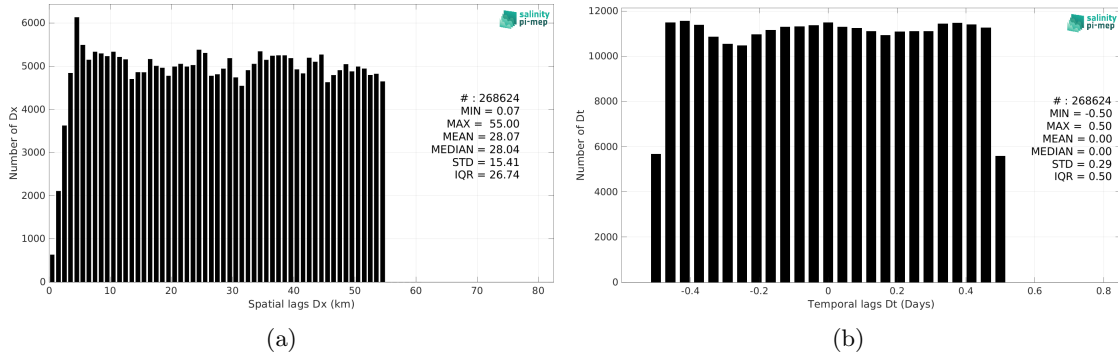 6000
5000
4000
3000
2000
1000
0
Number of Dx
salinity
pi-mep
# : 268624
MIN = 0.07
MAX = 55.00
MEAN = 28.07
MEDIAN = 28.04
STD = 15.41
IQR = 26.74
0 10 20 30 40 50 60 70 80
Spatial lags Dx (km)
(a)
12000
10000
8000
6000
4000
2000
0
Number of Dt
salinity
pi-mep
# : 268624
MIN = -0.50
MAX = 0.50
MEAN = 0.00
MEDIAN = 0.00
STD = 0.29
IQR = 0.50
-0.4 -0.2 0 0.2 0.4 0.6 0.8
Temporal lags Dt (Days)
(b)